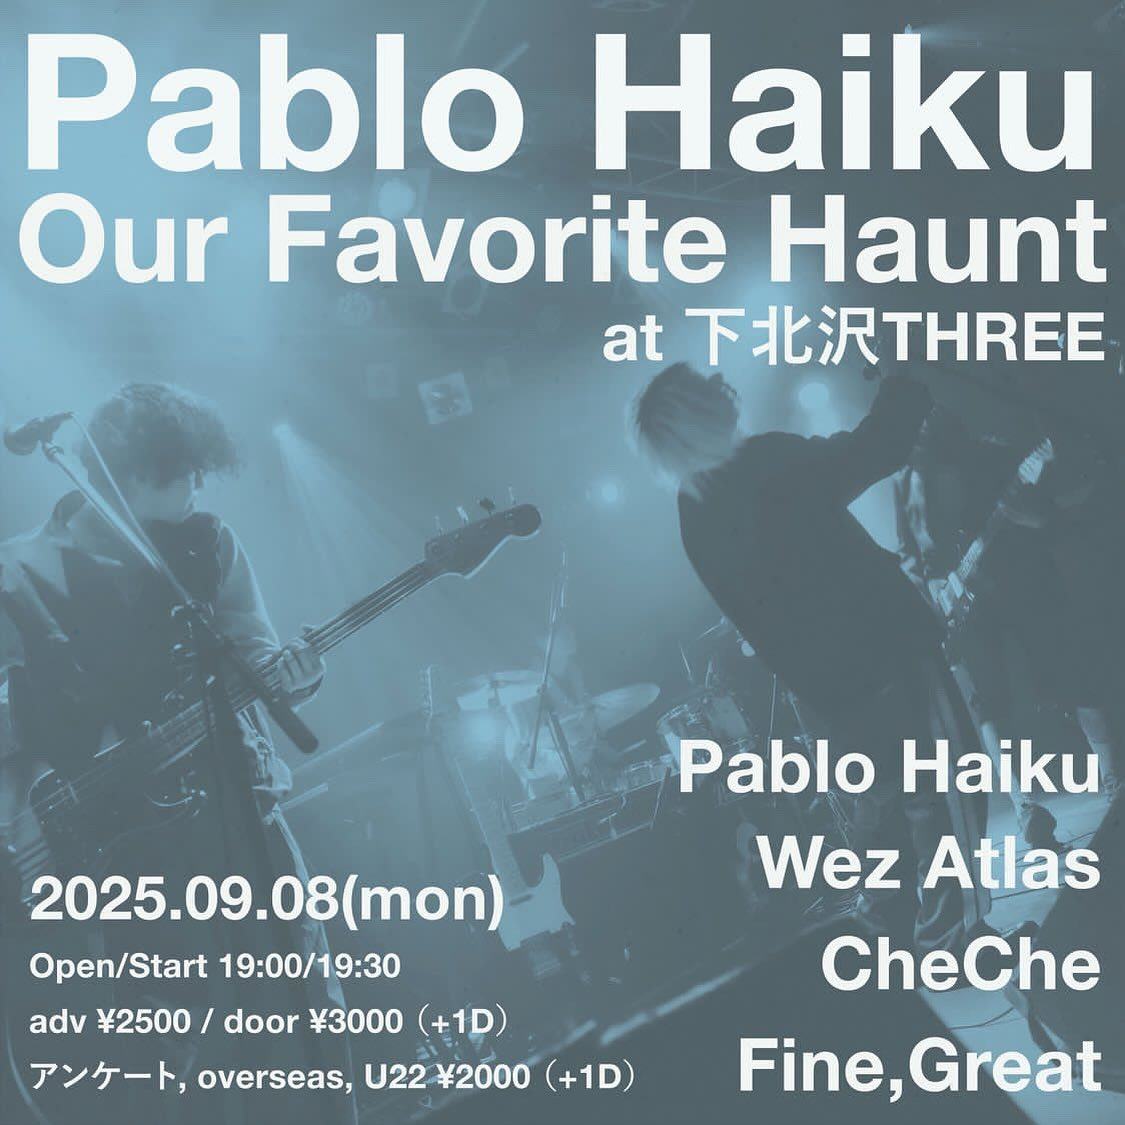 Pablo Haiku
Our Favorite Haunt
at 下北沢THREE
Pablo Haiku
Wez Atlas
CheChe
Fine,Great
2025.09.08(mon)
Open/Start 19:00/19:30
adv ¥2500 / door ¥3000（+1D）
アンケート, overseas, U22 ¥2000（+1D）